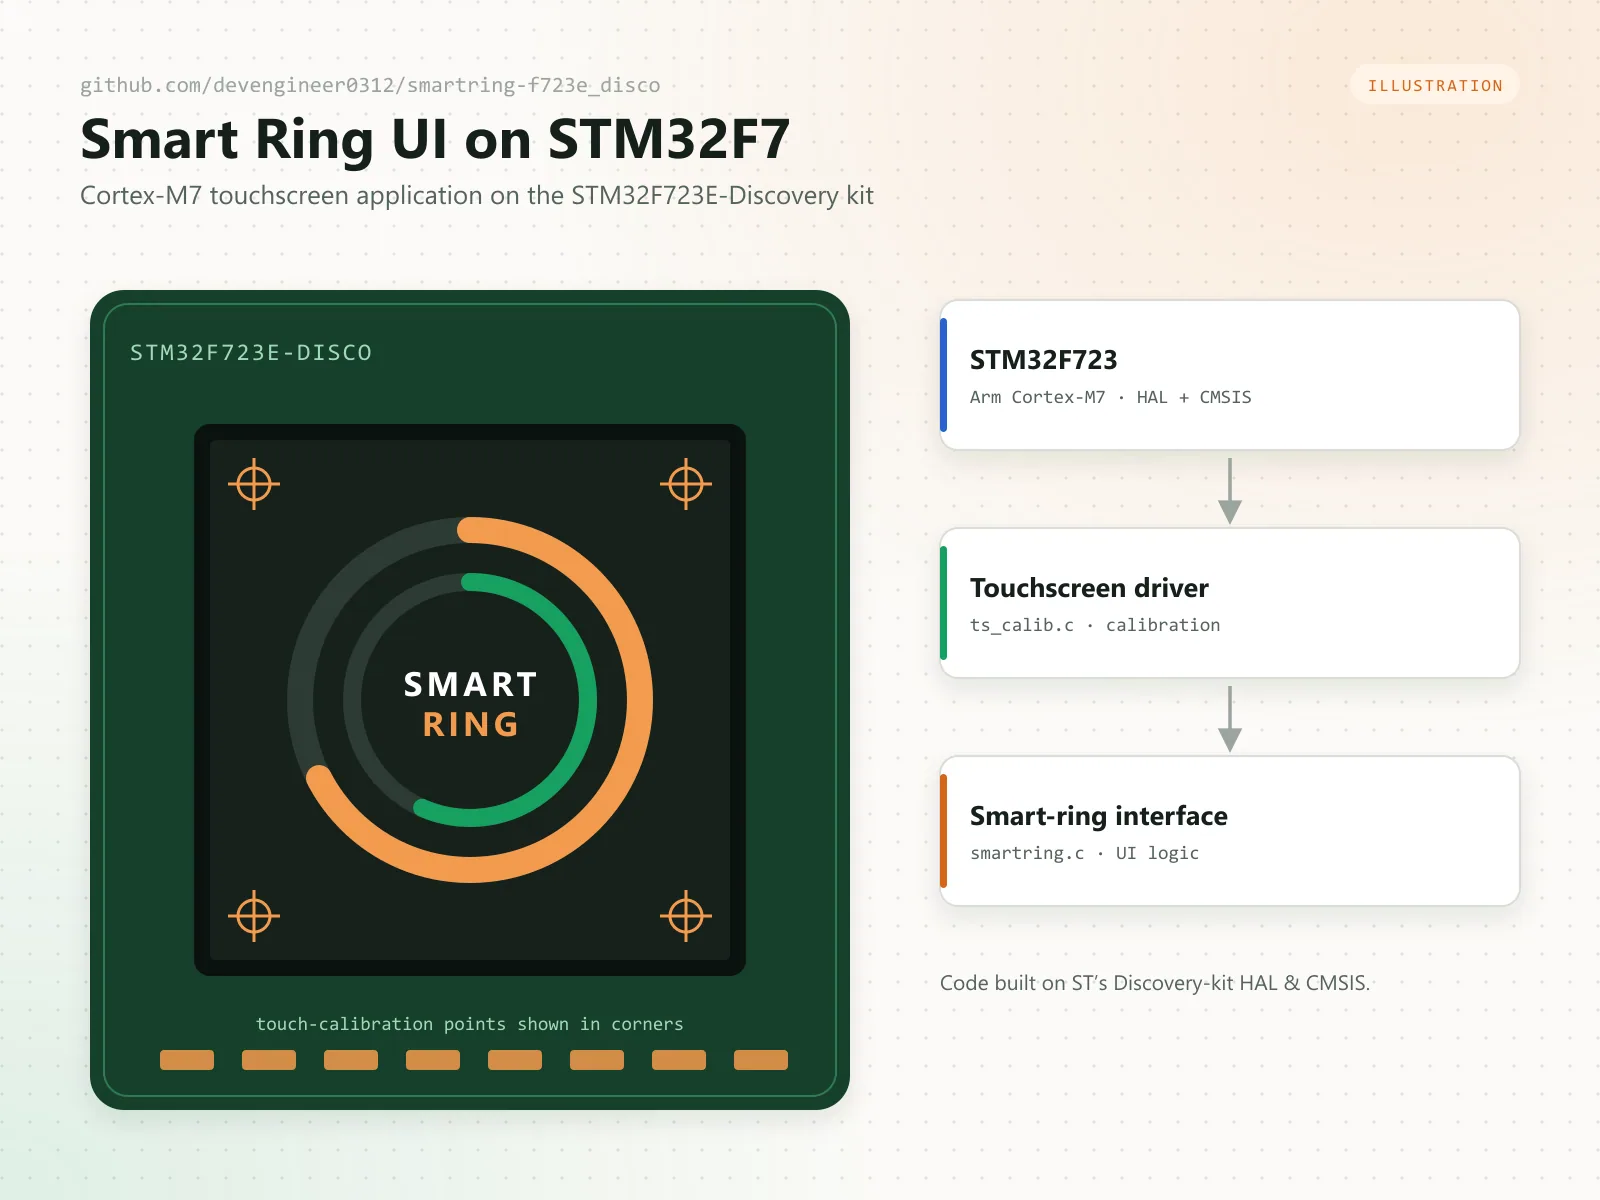 github.com/devengineer0312/smartring-f723e_disco
ILLUSTRATION
Smart Ring UI on STM32F7
Cortex-M7 touchscreen application on the STM32F723E-Discovery kit
STM32F723E-DISCO
SMART
RING
touch-calibration points shown in corners
STM32F723
Arm Cortex-M7 · HAL + CMSIS
Touchscreen driver
ts_calib.c · calibration
Smart-ring interface
smartring.c · UI logic
Code built on ST’s Discovery-kit HAL & CMSIS.